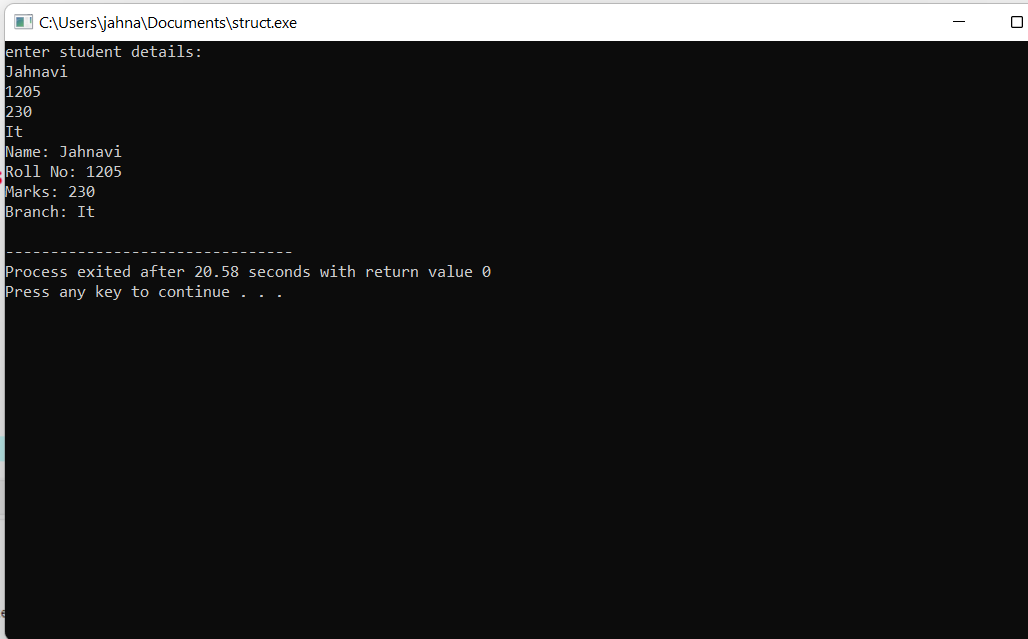 C:\Users\jahna\Documents\struct.exe
enter student details:
Jahnavi
1205
230
It
Name: Jahnavi
Roll No: 1205
Marks: 230
Branch: It

--------------------------------
Process exited after 20.58 seconds with return value 0
Press any key to continue . . .